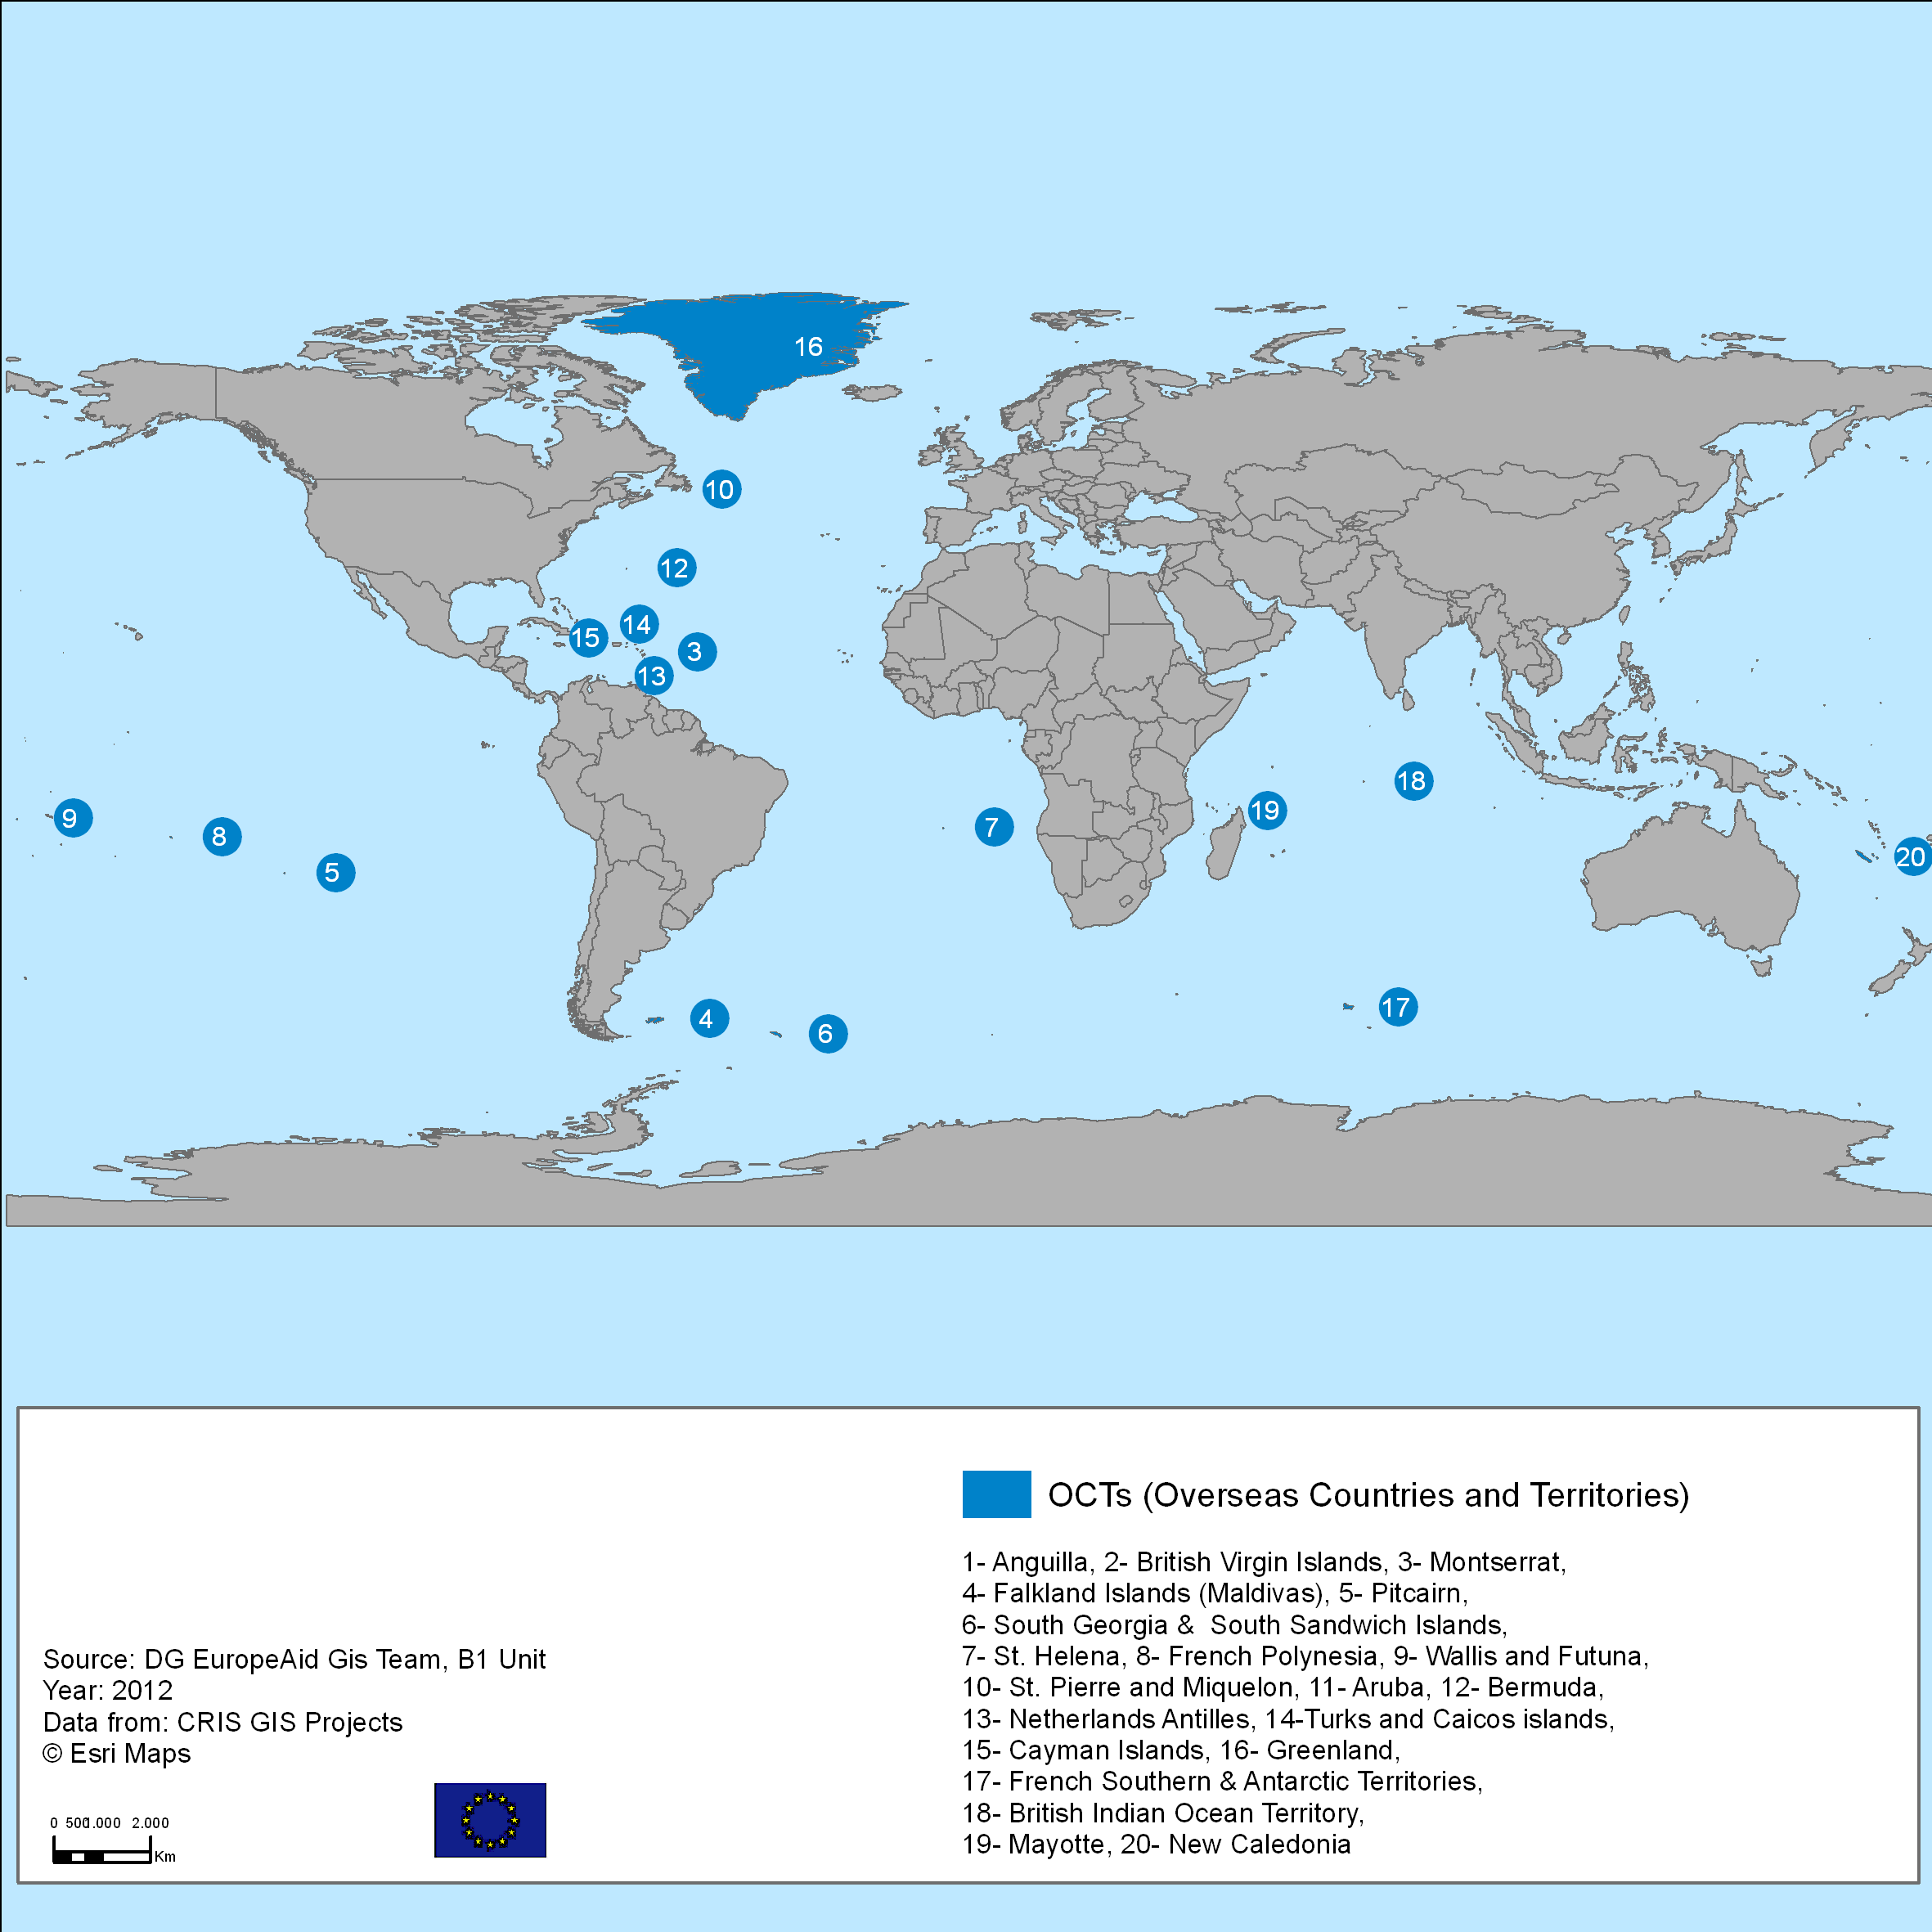 16
10
12
14
15
3
13
18
19
9
7
8
20
5
17
4
6
OCTs (Overseas Countries and Territories)
1- Anguilla, 2- British Virgin Islands, 3- Montserrat,
4- Falkland Islands (Maldivas), 5- Pitcairn,
6- South Georgia & South Sandwich Islands,
7- St. Helena, 8- French Polynesia, 9- Wallis and Futuna,
10- St. Pierre and Miquelon, 11- Aruba, 12- Bermuda,
13- Netherlands Antilles, 14-Turks and Caicos islands,
15- Cayman Islands, 16- Greenland,
17- French Southern & Antarctic Territories,
18- British Indian Ocean Territory,
19- Mayotte, 20- New Caledonia
Source: DG EuropeAid Gis Team, B1 Unit
Year: 2012
Data from: CRIS GIS Projects
© Esri Maps
0 500 1.000 2.000
Km